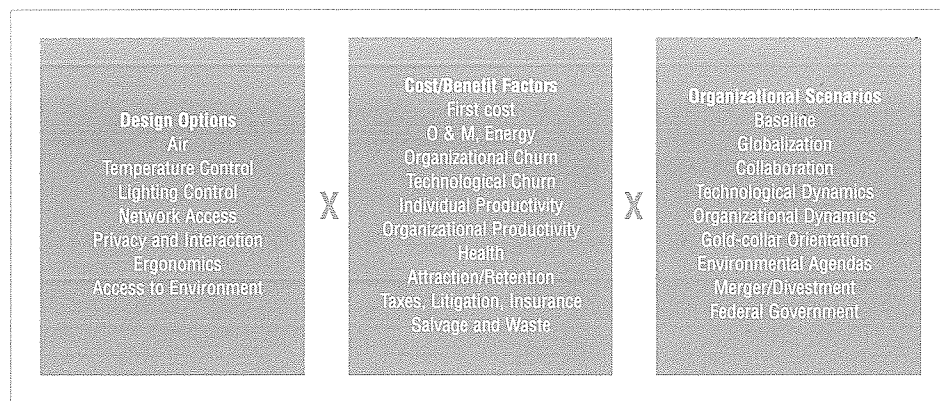 Design Options
Air
Temperature Control
Lighting Control
Network Access
Privacy and Interaction
Ergonomics
Access to Environment
X
Cost/Benefit Factors
First cost
O & M, Energy
Organizational Churn
Technological Churn
Individual Productivity
Organizational Productivity
Health
Attraction/Retention
Taxes, Litigation, Insurance
Salvage and Waste
X
Organizational Scenarios
Baseline
Globalization
Collaboration
Technological Dynamics
Organizational Dynamics
Gold-collar Orientation
Environmental Agendas
Merger/Divestment
Federal Government